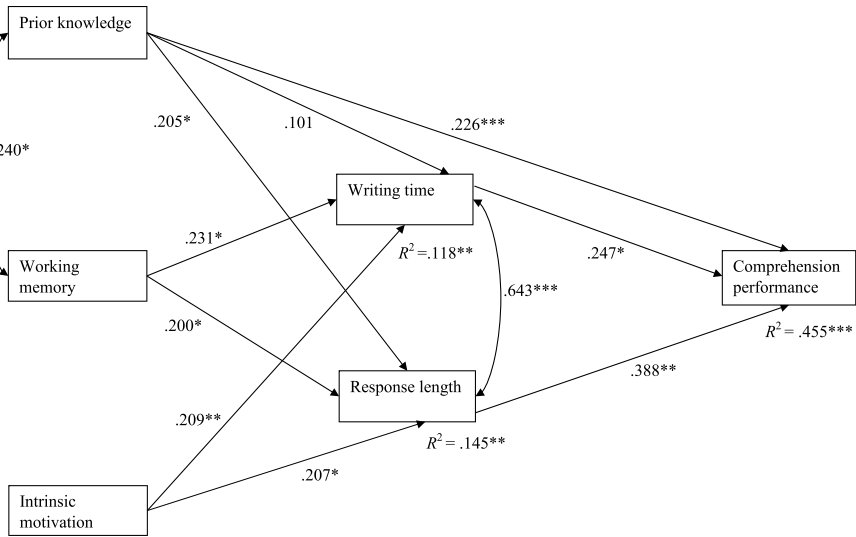 Prior knowledge
.205*
.101
.226***
240*
Writing time
.231*
R² =.118**
.247*
Working
memory
Comprehension
performance
.643***
.200*
R² = .455***
Response length
.388**
.209**
R² = .145**
.207*
Intrinsic
motivation